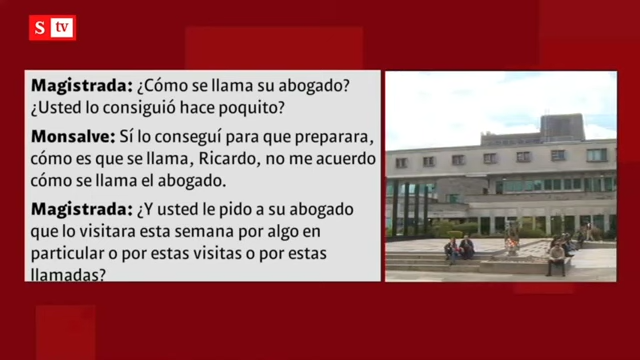 S tv
Magistrada: ¿Cómo se llama su abogado?
¿Usted lo consiguió hace poquito?
Monsalve: Sí lo conseguí para que preparara,
cómo es que se llama, Ricardo, no me acuerdo
cómo se llama el abogado.
Magistrada: ¿Y usted le pido a su abogado
que lo visitara esta semana por algo en
particular o por estas visitas o por estas
llamadas?